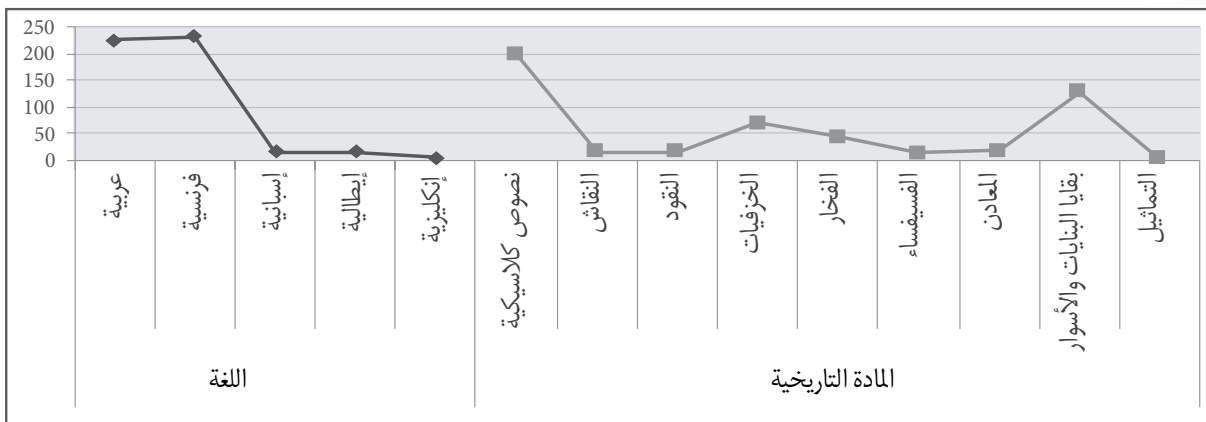 250
200
150
100
50
0
عربية
فرنسية
إسبانية
إيطالية
إنكليزية
نصوص كلاسيكية
النقاش
النقود
الخزفيات
الفخار
الفسيفساء
المعادن
بقايا البنايات والأسوار
التماثيل
اللغة
المادة التاريخية